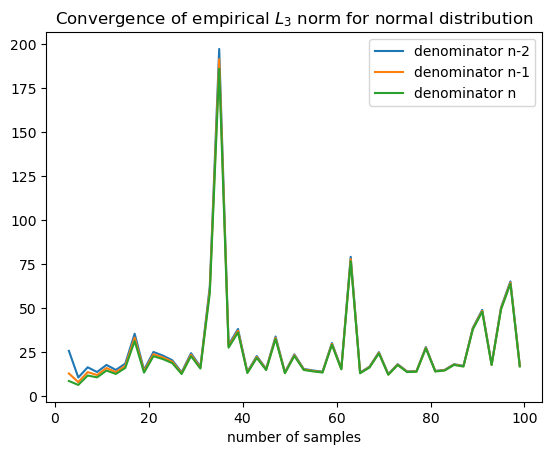 Convergence of empirical $L_3$ norm for normal distribution
200
175
150
125
100
75
50
25
0
denominator n-2
denominator n-1
denominator n
0 20 40 60 80 100
number of samples